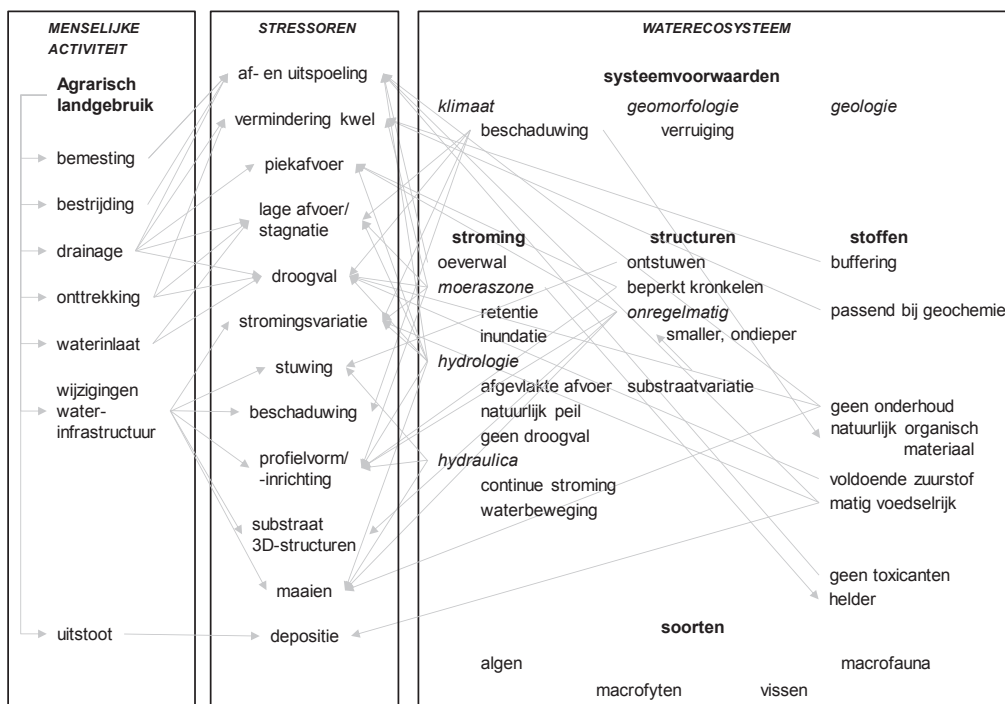 MENSELIJKE
ACTIVITEIT
Agrarisch
landgebruik
bemesting
bestrijding
drainage
onttrekking
waterinlaat
wijzigingen
water-
infrastructuur
uitstoot
STRESSOREN
af- en uitspoeling
vermindering kwel
piekafvoer
lage afvoer/
stagnatie
droogval
stromingsvariatie
stuwing
beschaduwing
profielvorm/
-inrichting
substraat
3D-structuren
maaien
depositie
WATERECOSYSTEEM
systeemvoorwaarden
klimaat
geomorfologie
geologie
beschaduwing
verruiging
stroming
oeverwal
moeraszone
retentie
inundatie
hydrologie
afgevlakte afvoer
natuurlijk peil
geen droogval
hydraulica
continue stroming
waterbeweging
structuren
ontstuwen
beperkt kronkelen
onregelmatig
smaller, ondieper
substraatvariatie
stoffen
buffering
passend bij geochemie
geen onderhoud
natuurlijk organisch
materiaal
voldoende zuurstof
matig voedselrijk
geen toxicanten
helder
soorten
algen
macrofauna
macrofyten
vissen